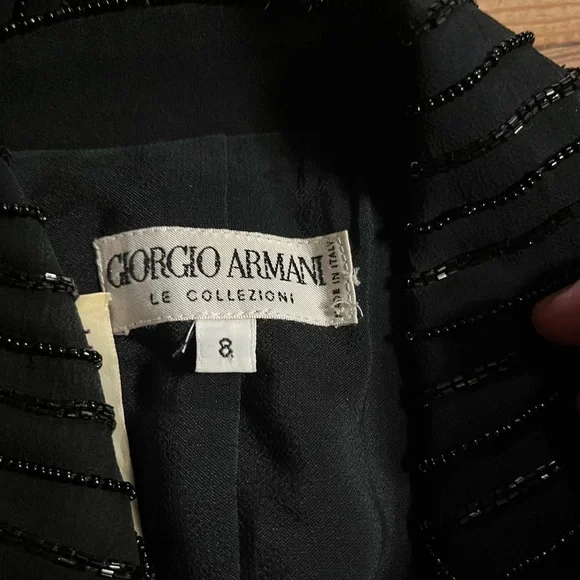 GIORGIO ARMANI
LE COLLEZIONI
MADE IN ITALY
8